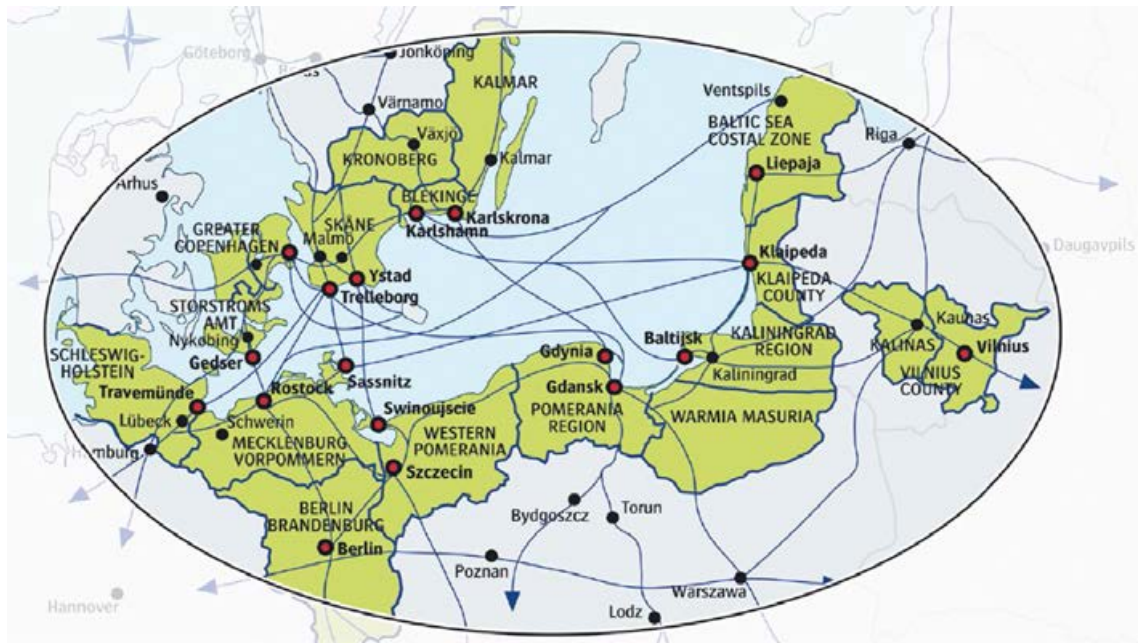 Göteborg
Jönköping
Värnamo
Växjö
KRONOBERG
KALMAR
Kalmar
BLEKINGE
Karlskrona
Karlshamn
Arhus
GREATER
COPENHAGEN
SKÅNE
Malmö
Ystad
Trelleborg
STORSTRØMS
AMT
Nykøbing
Gedser
SCHLESWIG-
HOLSTEIN
Travemünde
Lübeck
Rostock
Schwerin
MECKLENBURG
VORPOMMERN
Sassnitz
Swinoujscie
WESTERN
POMERANIA
Szczecin
BERLIN
BRANDENBURG
Berlin
Hamburg
Hannover
Ventspils
BALTIC SEA
COSTAL ZONE
Riga
Liepaja
Daugavpils
Klaipeda
KLAIPEDA
COUNTY
Baltijsk
KALININGRAD
REGION
Kaliningrad
Kaunas
KALINAS
Vilnius
VILNIUS
COUNTY
Gdynia
Gdansk
POMERANIA
REGION
WARMIA MASURIA
Bydgoszcz
Torun
Poznan
Warszawa
Lodz